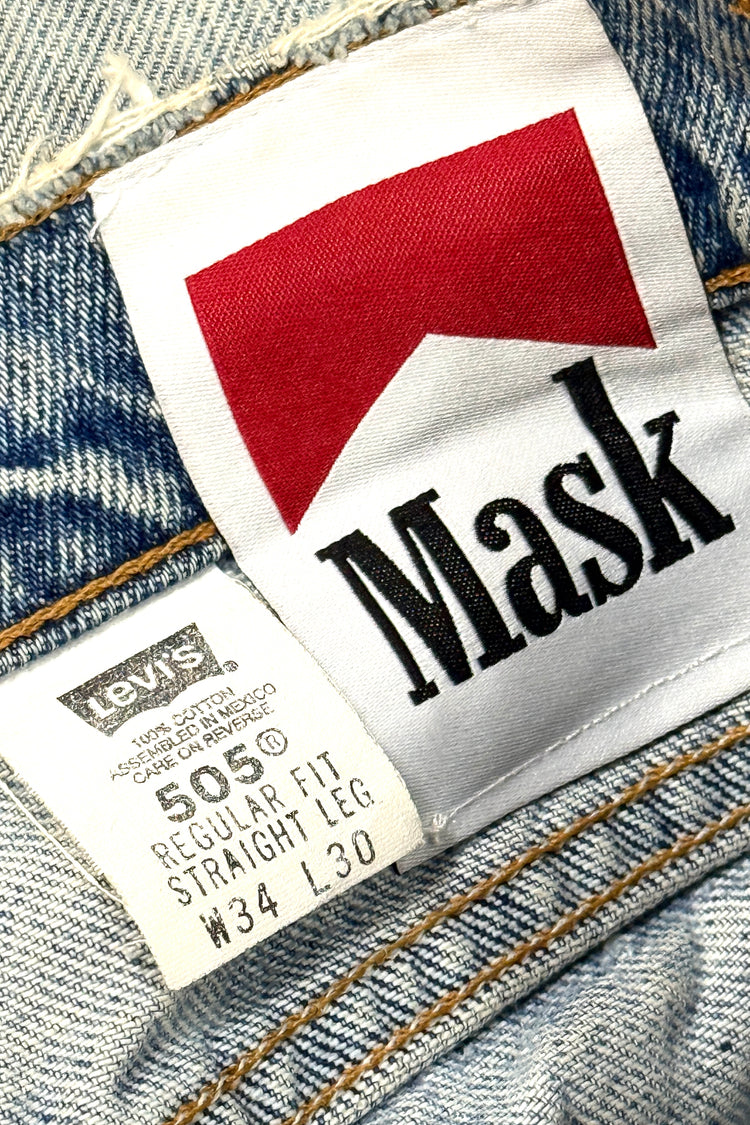 Mask
Levi's®
100% COTTON
ASSEMBLED IN MEXICO
CARE ON REVERSE
505®
REGULAR FIT
STRAIGHT LEG
W34 L30